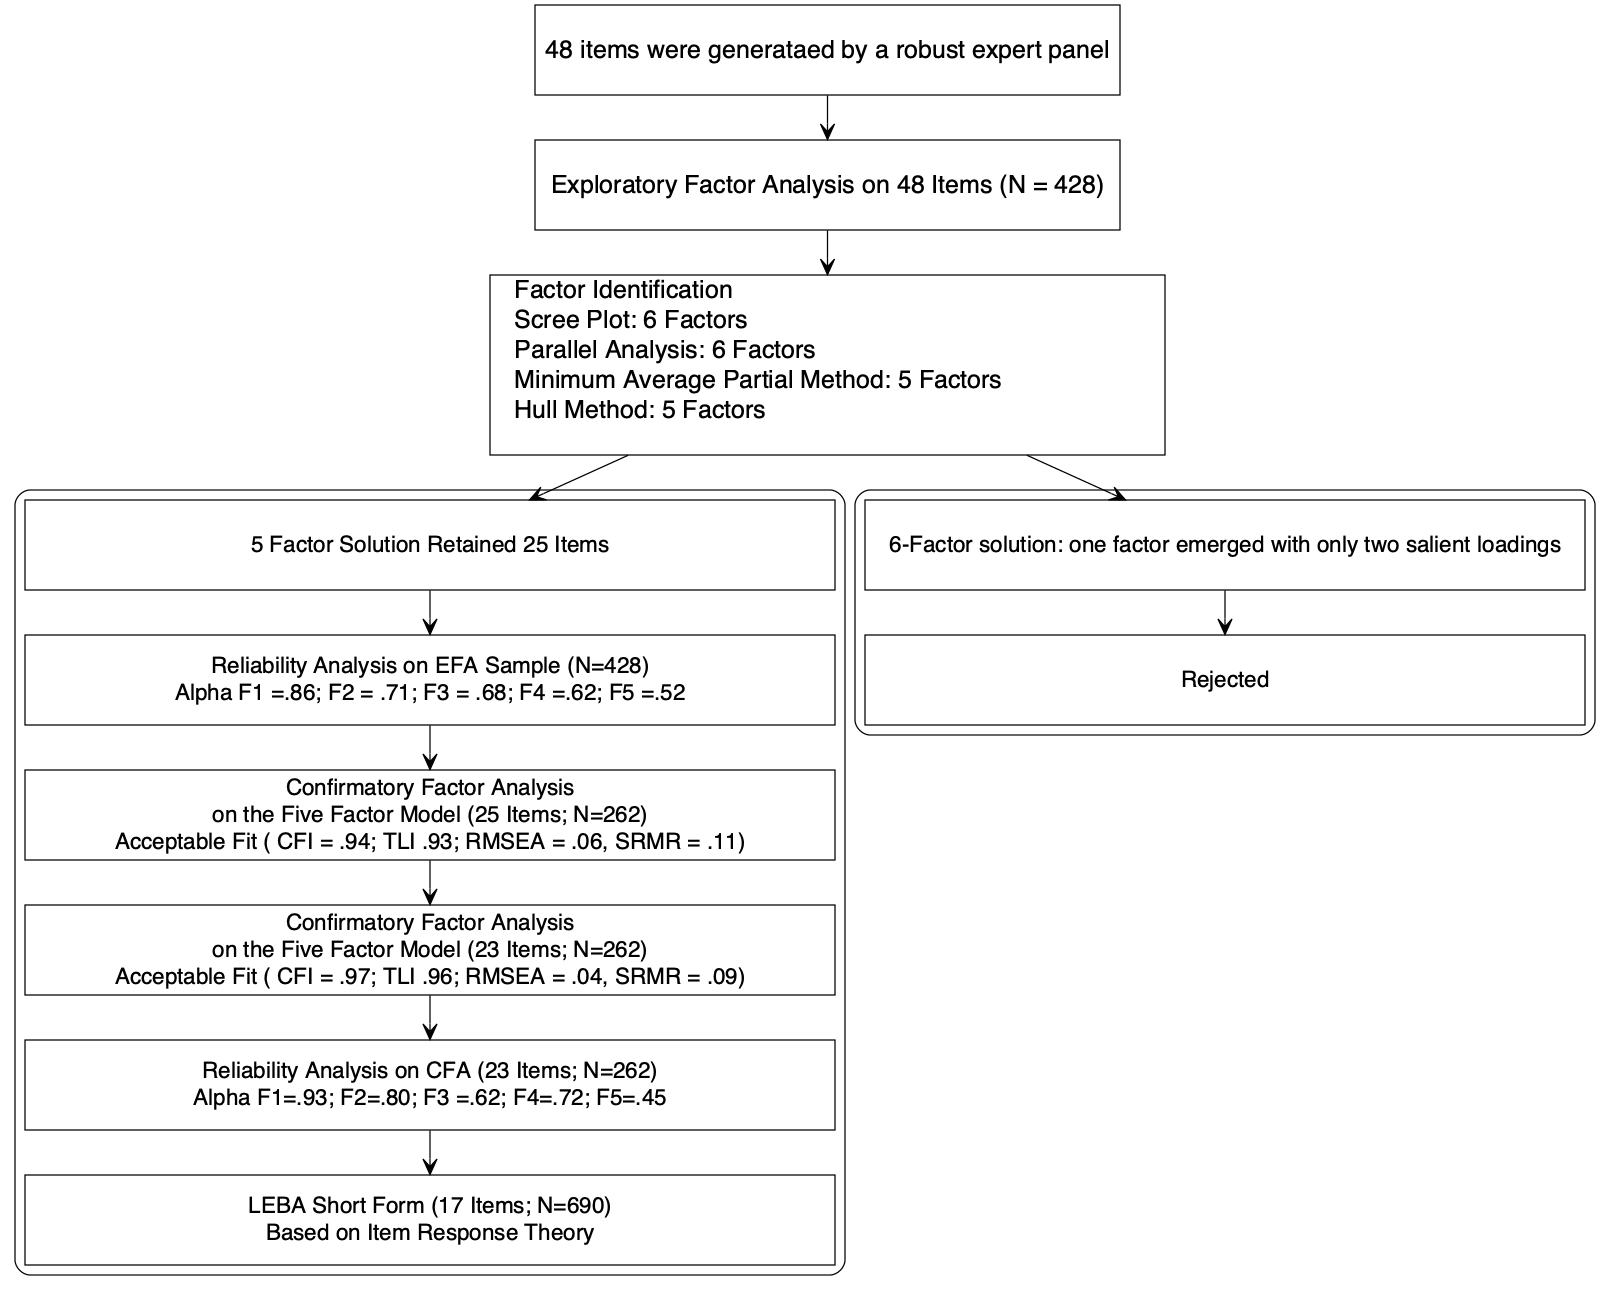 48 items were generataed by a robust expert panel
Exploratory Factor Analysis on 48 Items (N = 428)
Factor Identification
Scree Plot: 6 Factors
Parallel Analysis: 6 Factors
Minimum Average Partial Method: 5 Factors
Hull Method: 5 Factors
5 Factor Solution Retained 25 Items
Reliability Analysis on EFA Sample (N=428)
Alpha F1 =.86; F2 = .71; F3 = .68; F4 =.62; F5 =.52
Confirmatory Factor Analysis
on the Five Factor Model (25 Items; N=262)
Acceptable Fit ( CFI = .94; TLI .93; RMSEA = .06, SRMR = .11)
Confirmatory Factor Analysis
on the Five Factor Model (23 Items; N=262)
Acceptable Fit ( CFI = .97; TLI .96; RMSEA = .04, SRMR = .09)
Reliability Analysis on CFA (23 Items; N=262)
Alpha F1=.93; F2=.80; F3 =.62; F4=.72; F5=.45
LEBA Short Form (17 Items; N=690)
Based on Item Response Theory
6-Factor solution: one factor emerged with only two salient loadings
Rejected